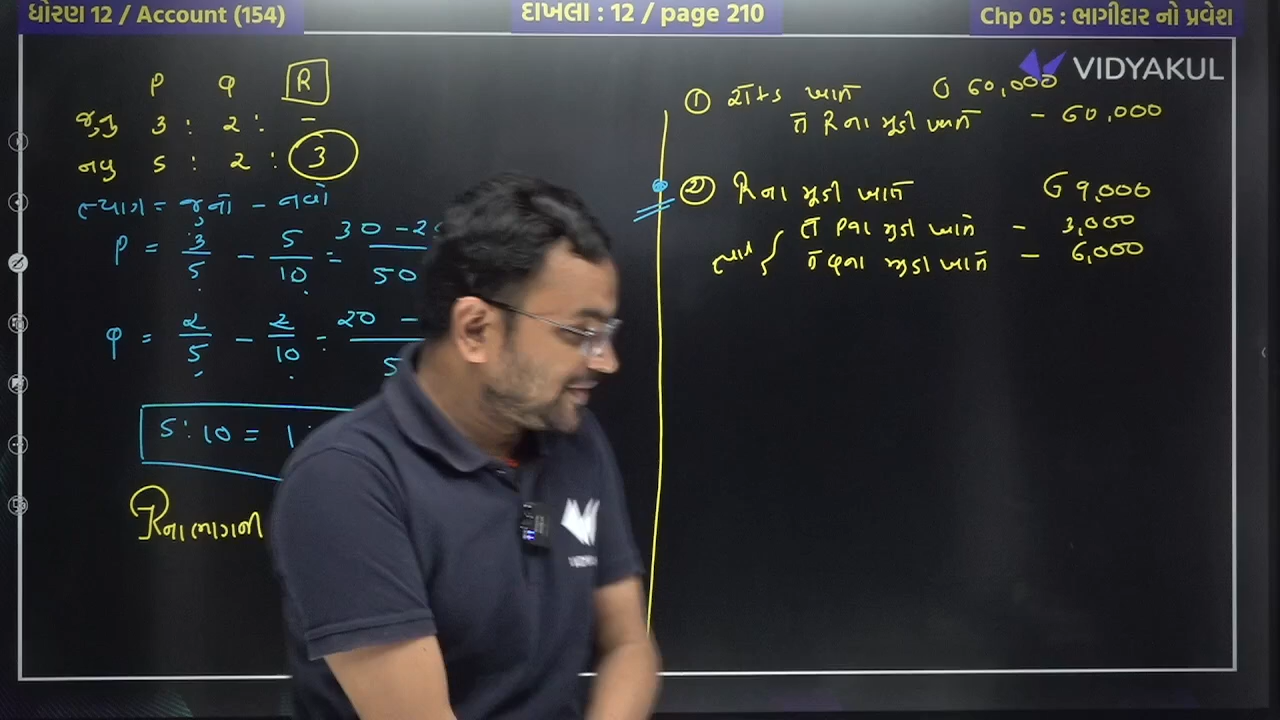 ધોરણ 12 / Account (154)
દાખલા : 12 / page 210
Chp 05 : ભાગીદાર નો પ્રવેશ
VIDYAKUL
P Q R
જુનુ 3 : 2 : -
નવુ 5 : 2 : 3
ત્યાગ = જુનો - નવો
P = 3/5 - 5/10 = 30 - 2
50
Q = 2/5 - 2/10 = 20 -
5
5 : 10 = 1 :
Rના ભાગની
① ખાતે ઉ 60,000
તે Rના મુડી ખાતે - 60,000
② Rના મુડી ખાતે ઉ 9,000
તે Pના મુડી ખાતે - 3,000
તે Qના મુડી ખાતે - 6,000
VIDYAKUL